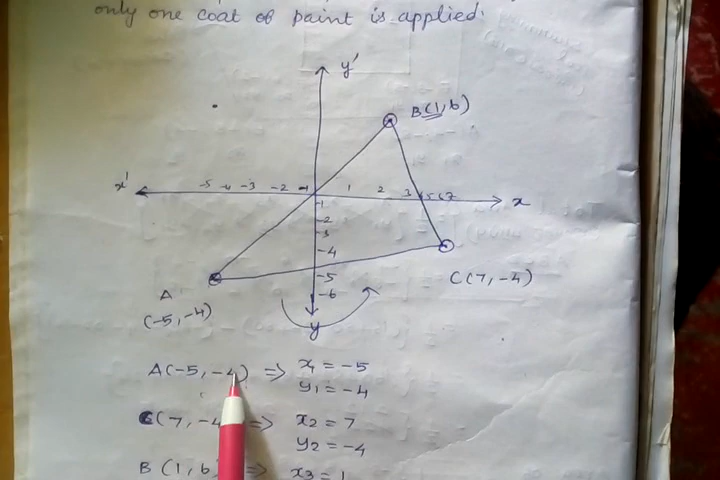 only one coat of paint is applied.
y'
B(1,6)
x' -5 -4 -3 -2 -1 1 2 3 4 5 6 7 x
-1
-2
-3
-4
-5
-6
A
(-5,-4)
C(7,-4)
y
A(-5,-4) ⇒ x₁ = -5
y₁ = -4
C(7,-4 ⇒ x₂ = 7
y₂ = -4
B(1,6 ⇒ x₃ = 1